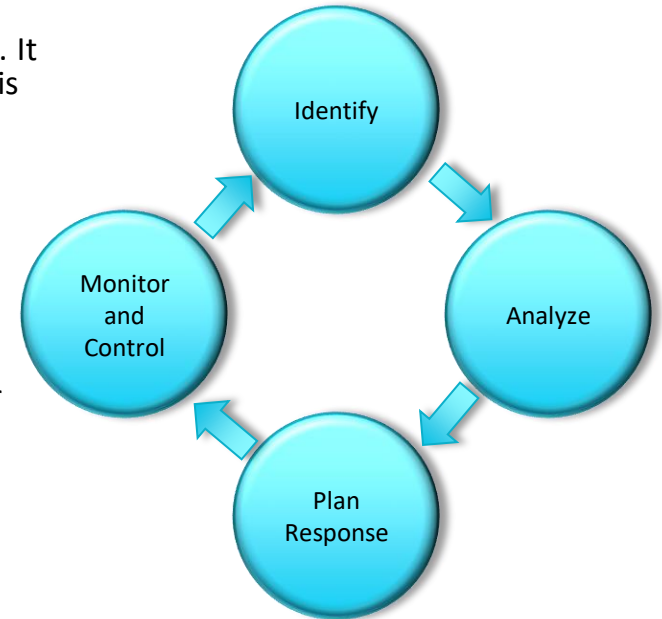 . It
is
Identify
Analyze
Plan
Response
Monitor
and
Control